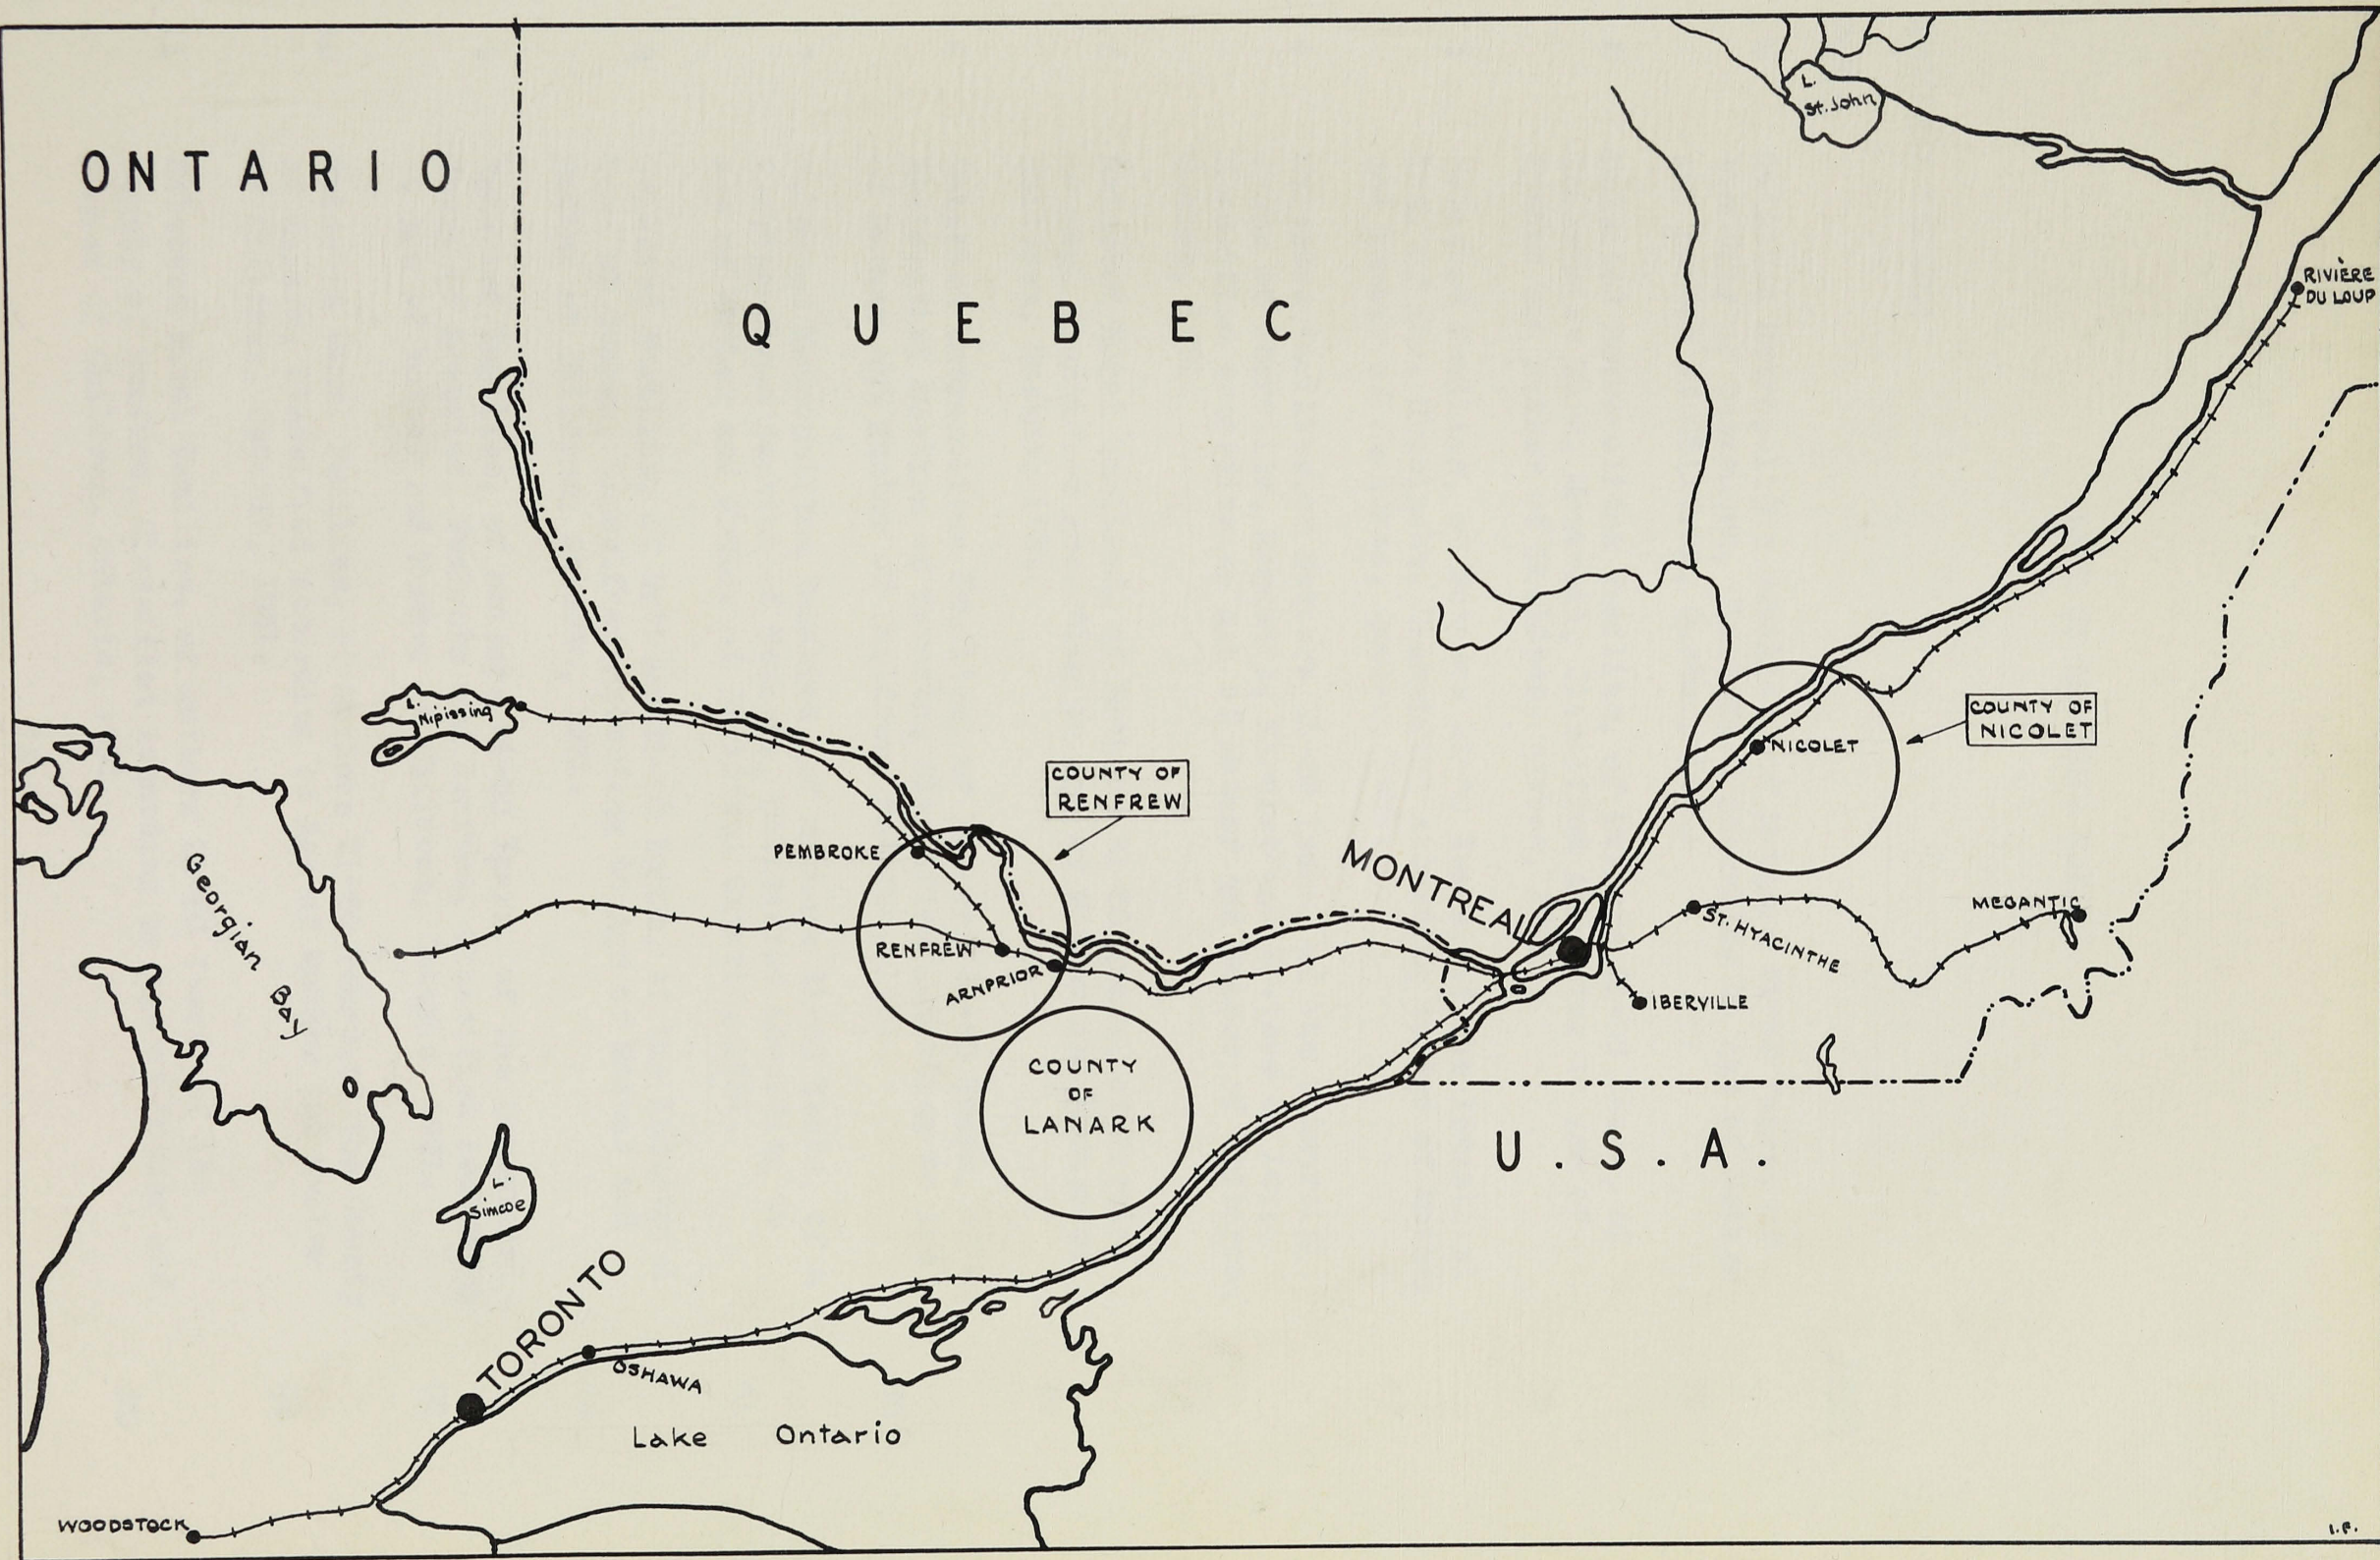 L.
St. John
ONTARIO
RIVIÈRE
DU LOUP
QUEBEC
L.
Nipissing
COUNTY OF
NICOLET
NICOLET
COUNTY OF
RENFREW
PEMBROKE
MONTREAL
Georgian Bay
MEGANTIC
ST. HYACINTHE
RENFREW
ARNPRIOR
IBERVILLE
COUNTY
OF
LANARK
U.S.A.
L.
Simcoe
TORONTO
OSHAWA
Lake Ontario
WOODSTOCK